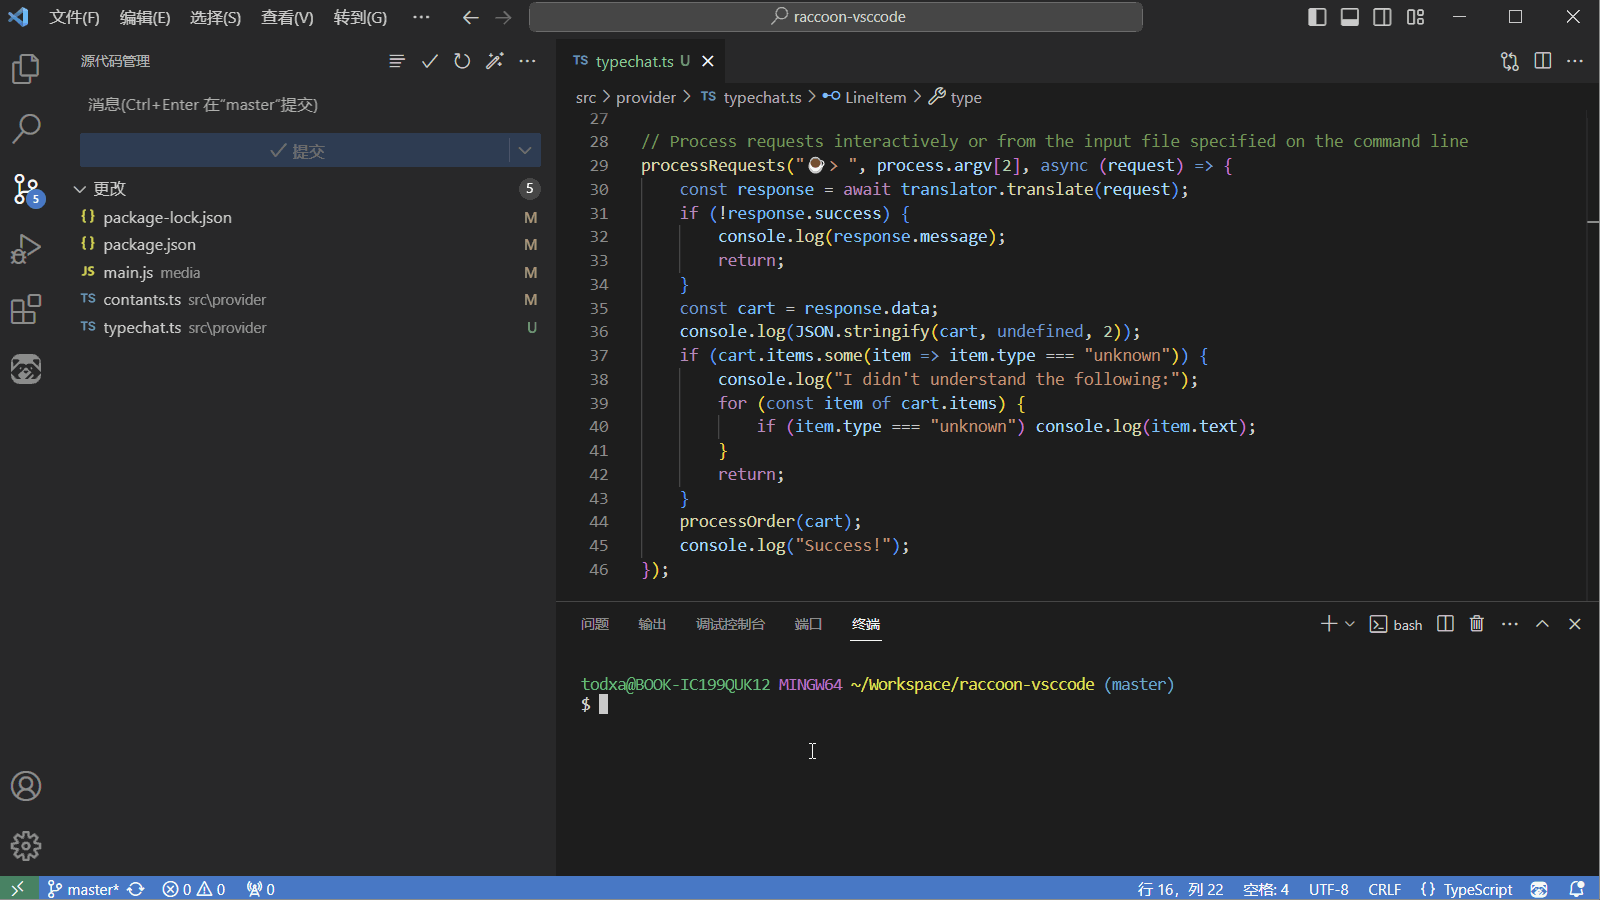 文件(F) 编辑(E) 选择(S) 查看(V) 转到(G) ··· raccoon-vsccode
源代码管理
消息(Ctrl+Enter 在“master”提交)
提交
更改 5
package-lock.json M
package.json M
JS main.js media M
TS contants.ts src\provider M
TS typechat.ts src\provider U
5
TS typechat.ts U
src > provider > TS typechat.ts > LineItem > type
27
28 // Process requests interactively or from the input file specified on the command line
29 processRequests("☕> ", process.argv[2], async (request) => {
30 const response = await translator.translate(request);
31 if (!response.success) {
32 console.log(response.message);
33 return;
34 }
35 const cart = response.data;
36 console.log(JSON.stringify(cart, undefined, 2));
37 if (cart.items.some(item => item.type === "unknown")) {
38 console.log("I didn't understand the following:");
39 for (const item of cart.items) {
40 if (item.type === "unknown") console.log(item.text);
41 }
42 return;
43 }
44 processOrder(cart);
45 console.log("Success!");
46 });
问题 输出 调试控制台 端口 终端 bash
todxa@BOOK-IC199QUK12 MINGW64 ~/Workspace/raccoon-vsccode (master)
$
master* 0 0 0 行 16，列 22 空格: 4 UTF-8 CRLF {} TypeScript